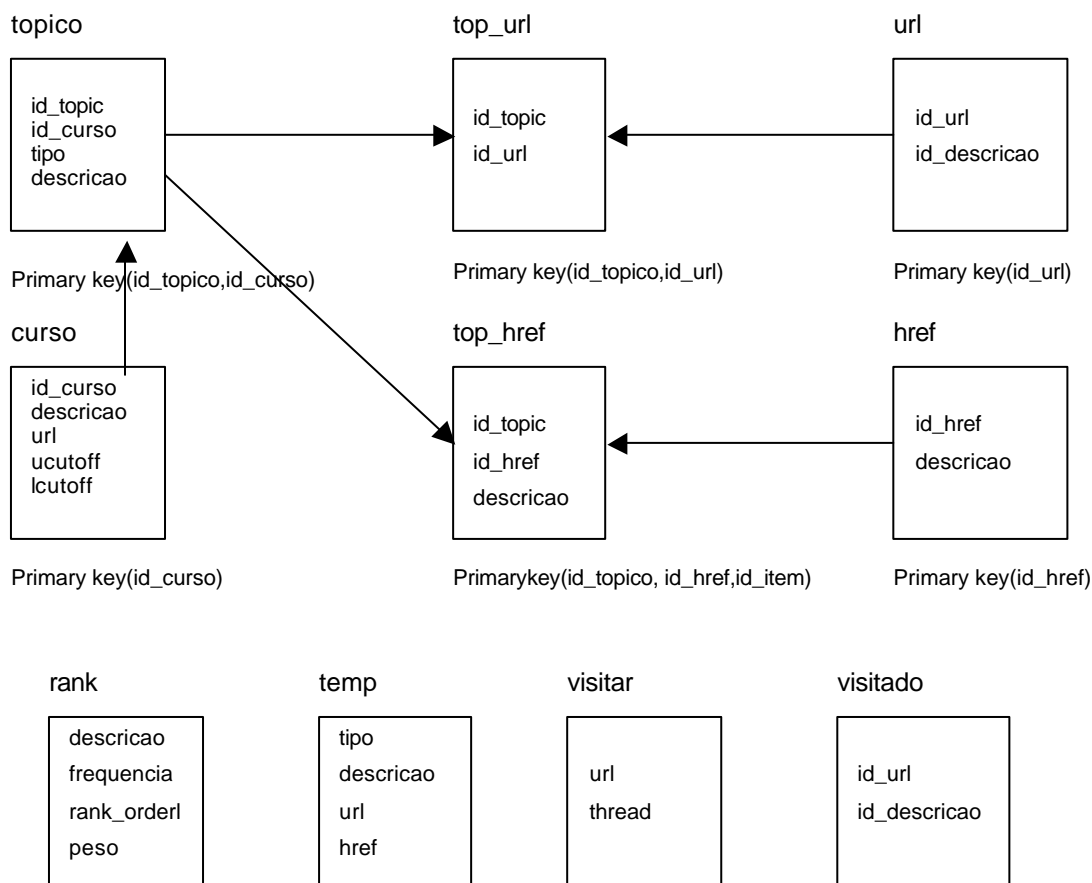 topico
id_topic
id_curso
tipo
descricao
Primary key(id_topico,id_curso)
top_url
id_topic
id_url
Primary key(id_topico,id_url)
url
id_url
id_descricao
Primary key(id_url)
curso
id_curso
descricao
url
ucutoff
lcutoff
Primary key(id_curso)
top_href
id_topic
id_href
descricao
Primarykey(id_topico, id_href,id_item)
href
id_href
descricao
Primary key(id_href)
rank
descricao
frequencia
rank_orderl
peso
temp
tipo
descricao
url
href
visitar
url
thread
visitado
id_url
id_descricao